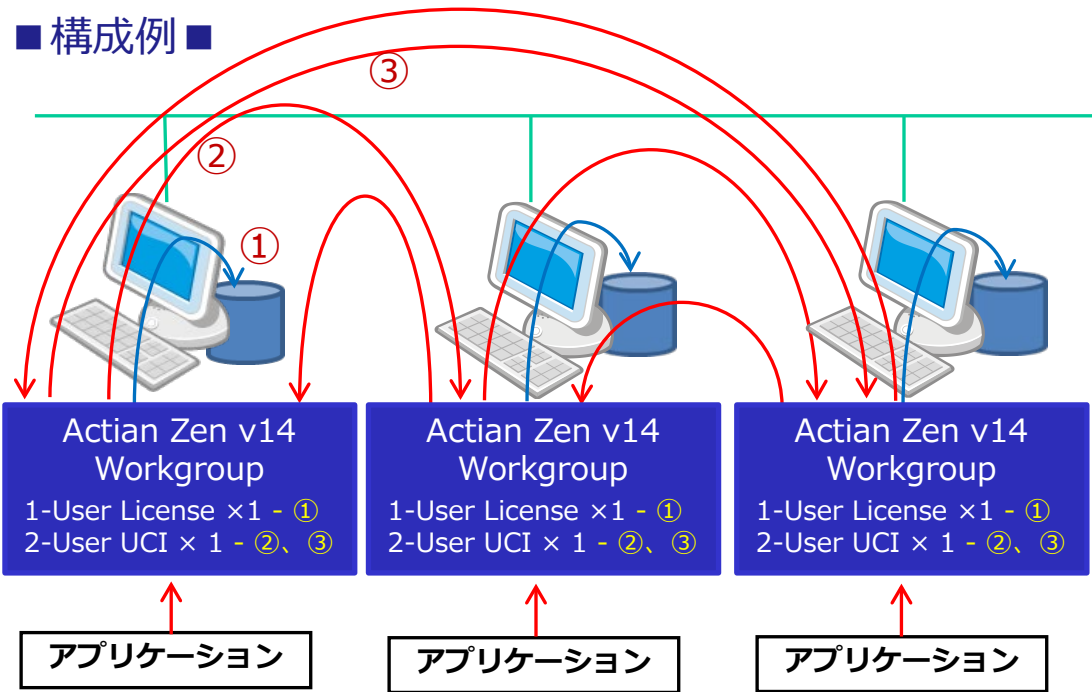 ■構成例■
③
②
①
Actian Zen v14
Workgroup
1-User License ×1 - ①
2-User UCI × 1 - ②、③
Actian Zen v14
Workgroup
1-User License ×1 - ①
2-User UCI × 1 - ②、③
Actian Zen v14
Workgroup
1-User License ×1 - ①
2-User UCI × 1 - ②、③
アプリケーション
アプリケーション
アプリケーション